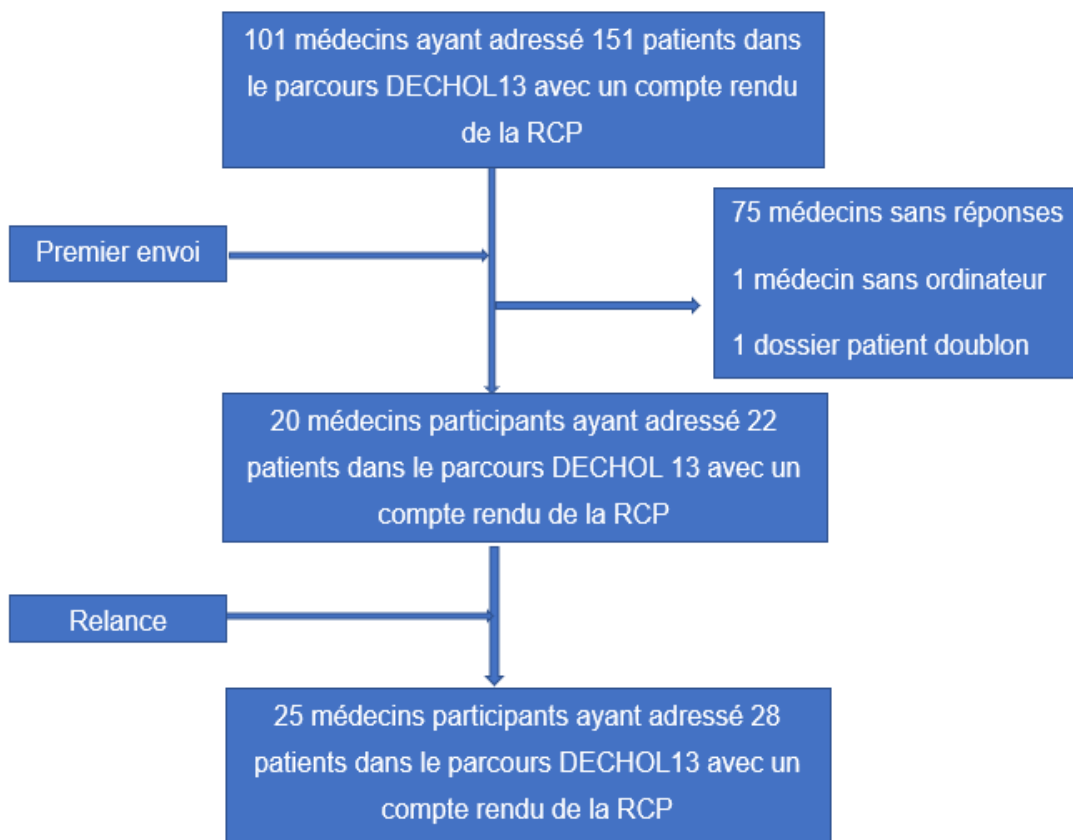 101 médecins ayant adressé 151 patients dans
le parcours DECHOL13 avec un compte rendu
de la RCP
Premier envoi
75 médecins sans réponses
1 médecin sans ordinateur
1 dossier patient doublon
20 médecins participants ayant adressé 22
patients dans le parcours DECHOL 13 avec un
compte rendu de la RCP
Relance
25 médecins participants ayant adressé 28
patients dans le parcours DECHOL13 avec un
compte rendu de la RCP